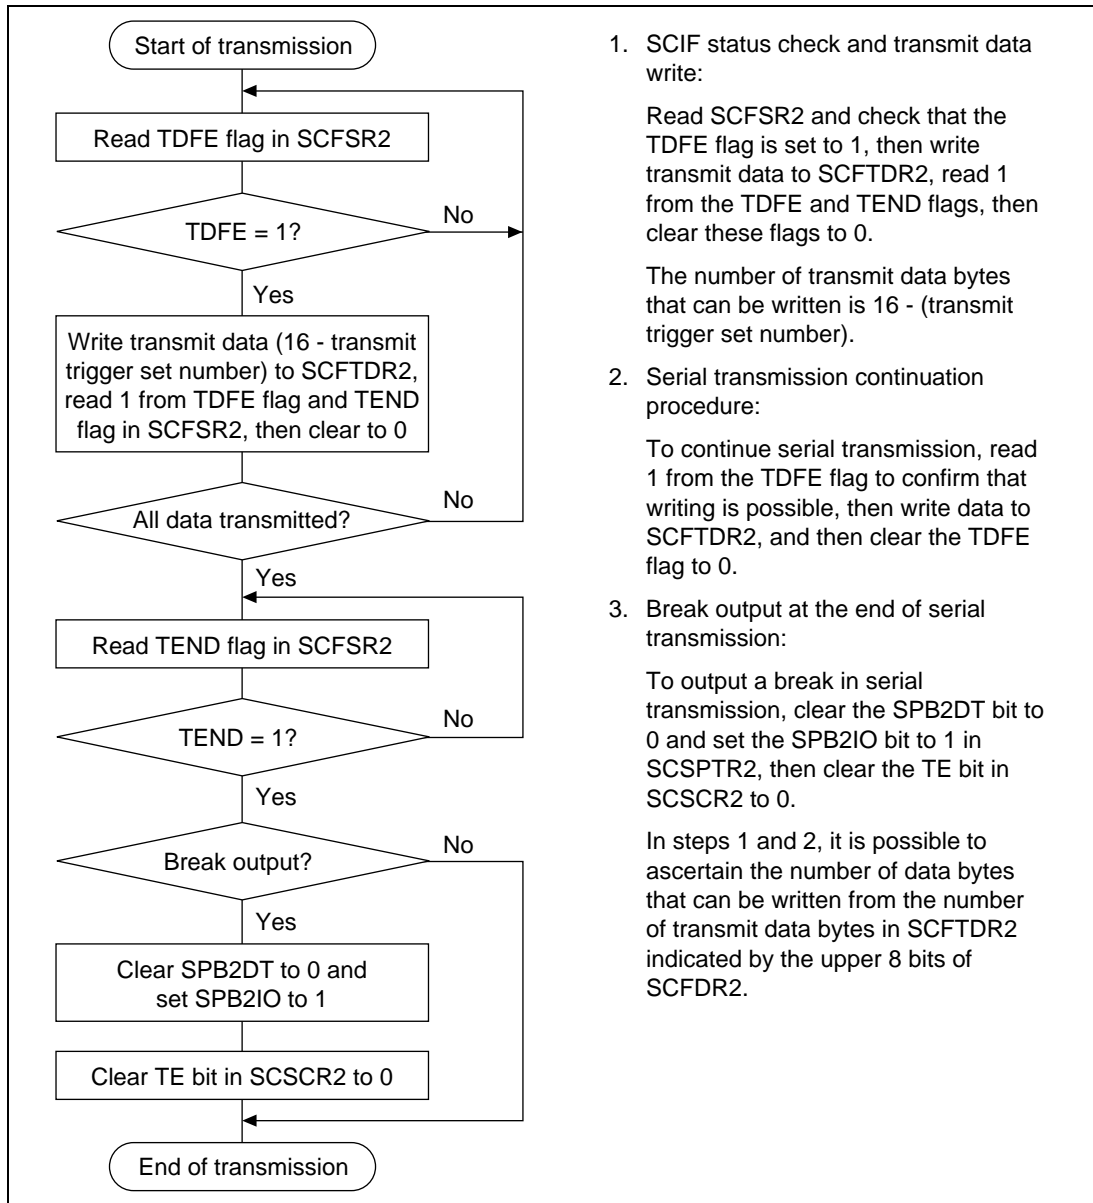 Start of transmission
Read TDFE flag in SCFSR2
TDFE = 1?
No
Yes
Write transmit data (16 - transmit
trigger set number) to SCFTDR2,
read 1 from TDFE flag and TEND
flag in SCFSR2, then clear to 0
All data transmitted?
No
Yes
Read TEND flag in SCFSR2
TEND = 1?
No
Yes
Break output?
No
Yes
Clear SPB2DT to 0 and
set SPB2IO to 1
Clear TE bit in SCSCR2 to 0
End of transmission
1. SCIF status check and transmit data
write:
Read SCFSR2 and check that the
TDFE flag is set to 1, then write
transmit data to SCFTDR2, read 1
from the TDFE and TEND flags, then
clear these flags to 0.
The number of transmit data bytes
that can be written is 16 - (transmit
trigger set number).
2. Serial transmission continuation
procedure:
To continue serial transmission, read
1 from the TDFE flag to confirm that
writing is possible, then write data to
SCFTDR2, and then clear the TDFE
flag to 0.
3. Break output at the end of serial
transmission:
To output a break in serial
transmission, clear the SPB2DT bit to
0 and set the SPB2IO bit to 1 in
SCSPTR2, then clear the TE bit in
SCSCR2 to 0.
In steps 1 and 2, it is possible to
ascertain the number of data bytes
that can be written from the number
of transmit data bytes in SCFTDR2
indicated by the upper 8 bits of
SCFDR2.